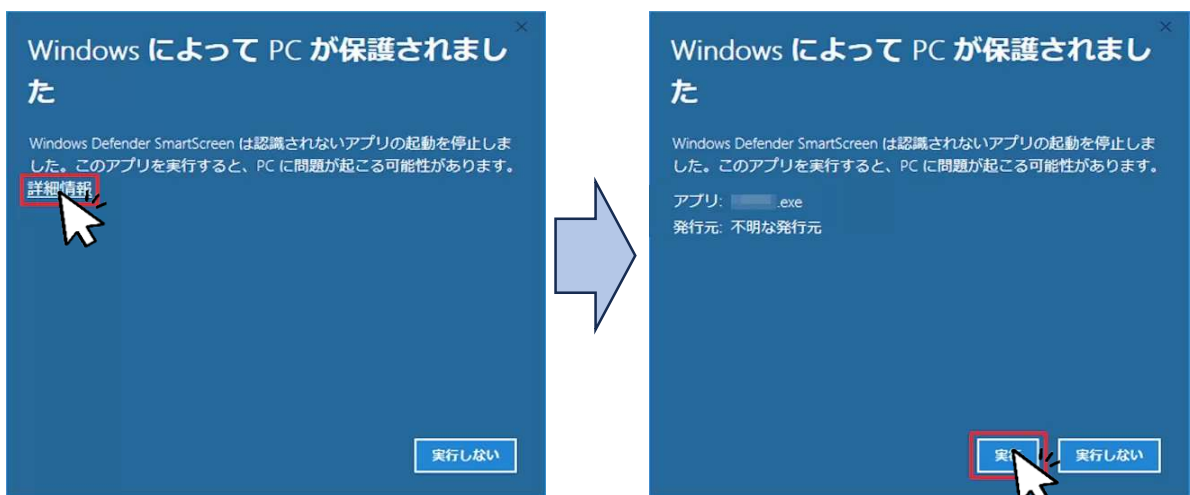 Windows によって PC が保護されまし
た
Windows Defender SmartScreen は認識されないアプリの起動を停止しま
した。このアプリを実行すると、PC に問題が起こる可能性があります。
詳細情報
実行しない
Windows によって PC が保護されまし
た
Windows Defender SmartScreen は認識されないアプリの起動を停止しま
した。このアプリを実行すると、PC に問題が起こる可能性があります。
アプリ: .exe
発行元: 不明な発行元
実行
実行しない